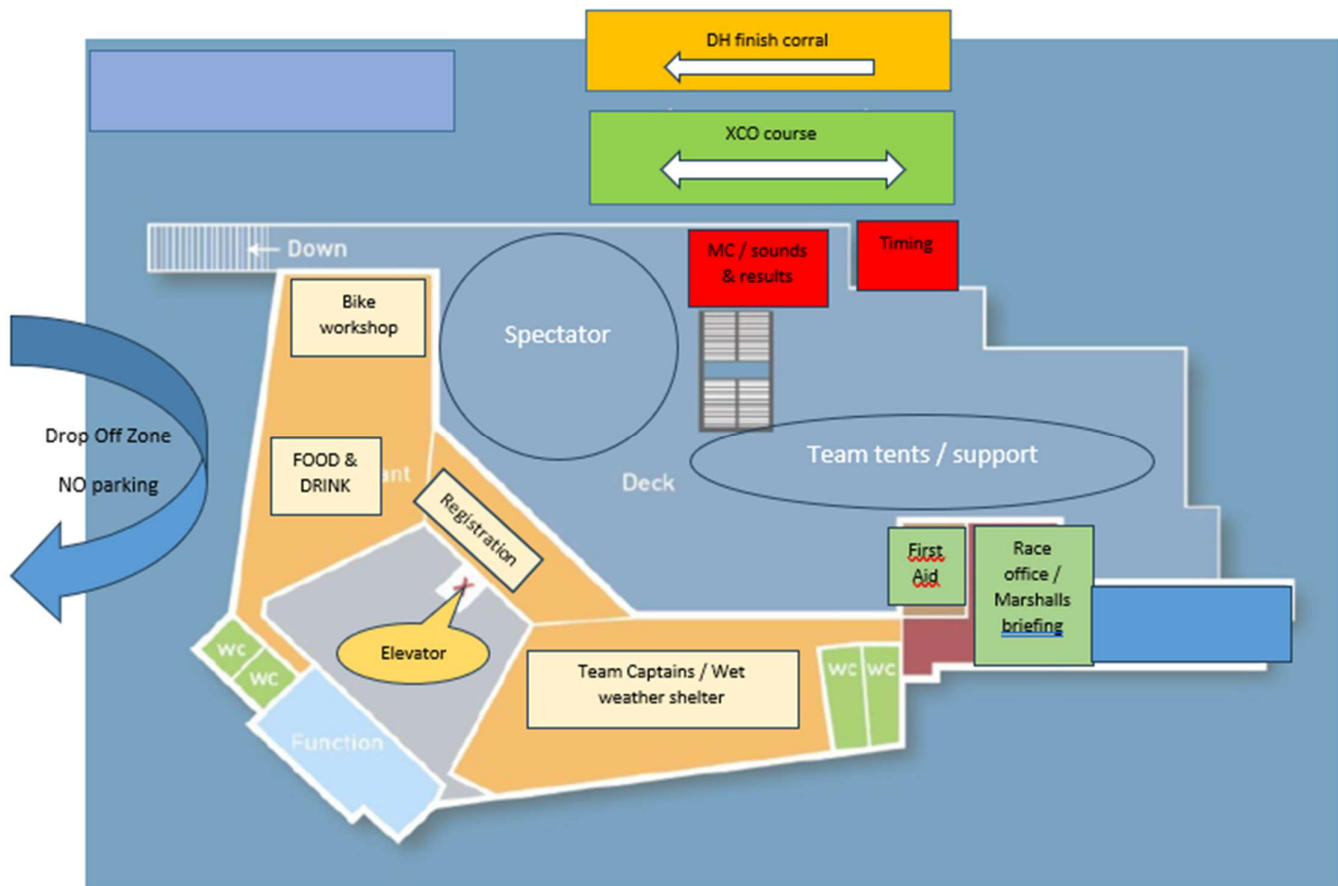 DH finish corral
XCO course
Down
MC / sounds
& results
Timing
Bike
workshop
Spectator
Drop Off Zone
NO parking
FOOD &
DRINK
ant
Registration
Deck
Team tents / support
First
Aid
Race
office /
Marshalls
briefing
Elevator
WC
WC
Function
Team Captains / Wet
weather shelter
WC
WC